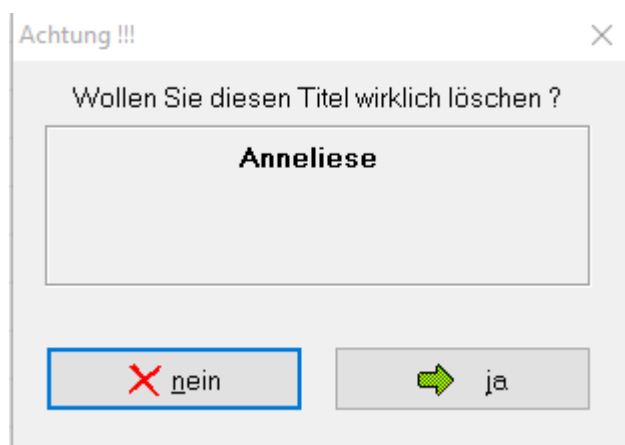 Achtung !!!
Wollen Sie diesen Titel wirklich löschen ?
Anneliese
nein
ja